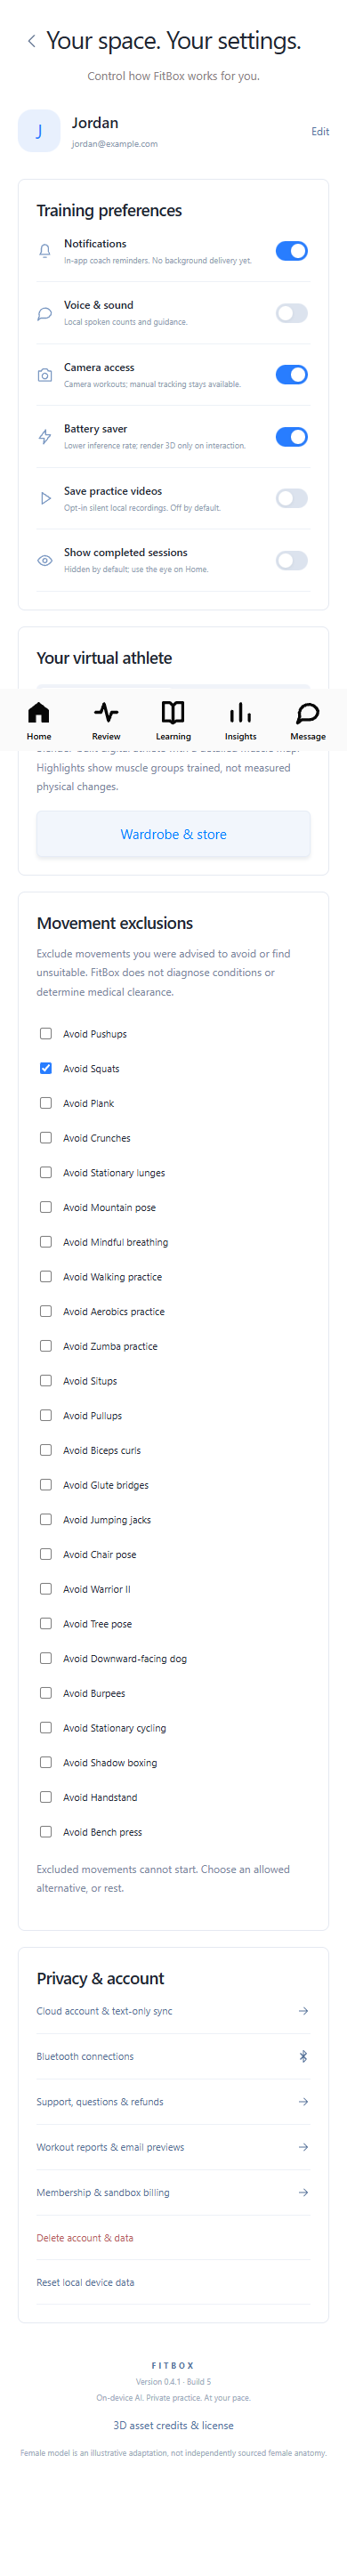 Your space. Your settings.
Control how FitBox works for you.
J
Jordan
jordan@example.com
Edit
Training preferences
Notifications
In-app coach reminders. No background delivery yet.
Voice & sound
Local spoken counts and guidance.
Camera access
Camera workouts; manual tracking stays available.
Battery saver
Lower inference rate; render 3D only on interaction.
Save practice videos
Opt-in silent local recordings. Off by default.
Show completed sessions
Hidden by default; use the eye on Home.
Your virtual athlete
Home
Review
Learning
Insights
Message
Highlights show muscle groups trained, not measured
physical changes.
Wardrobe & store
Movement exclusions
Exclude movements you were advised to avoid or find
unsuitable. FitBox does not diagnose conditions or
determine medical clearance.
Avoid Pushups
Avoid Squats
Avoid Plank
Avoid Crunches
Avoid Stationary lunges
Avoid Mountain pose
Avoid Mindful breathing
Avoid Walking practice
Avoid Aerobics practice
Avoid Zumba practice
Avoid Situps
Avoid Pullups
Avoid Biceps curls
Avoid Glute bridges
Avoid Jumping jacks
Avoid Chair pose
Avoid Warrior II
Avoid Tree pose
Avoid Downward-facing dog
Avoid Burpees
Avoid Stationary cycling
Avoid Shadow boxing
Avoid Handstand
Avoid Bench press
Excluded movements cannot start. Choose an allowed
alternative, or rest.
Privacy & account
Cloud account & text-only sync
Bluetooth connections
Support, questions & refunds
Workout reports & email previews
Membership & sandbox billing
Delete account & data
Reset local device data
FITBOX
Version 0.4.1 · Build 5
On-device AI. Private practice. At your pace.
3D asset credits & license
Female model is an illustrative adaptation, not independently sourced female anatomy.